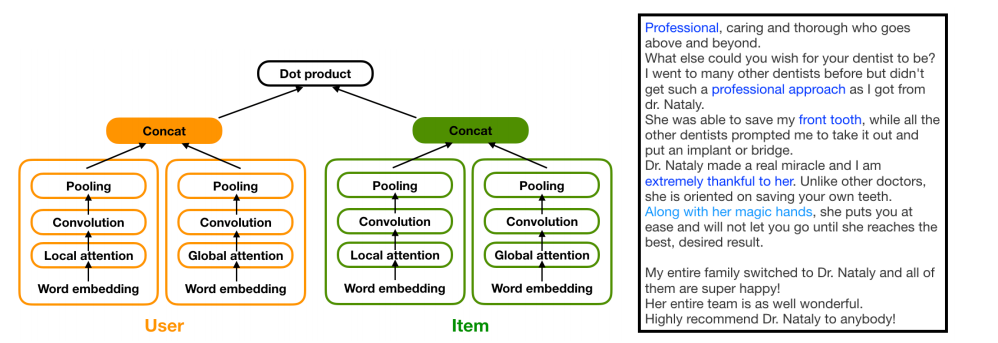 Dot product
Concat
Concat
Pooling
Convolution
Local attention
Word embedding
Pooling
Convolution
Global attention
Word embedding
User
Pooling
Convolution
Local attention
Word embedding
Pooling
Convolution
Global attention
Word embedding
Item
Professional, caring and thorough who goes
above and beyond.
What else could you wish for your dentist to be?
I went to many other dentists before but didn't
get such a professional approach as I got from
dr. Nataly.
She was able to save my front tooth, while all the
other dentists prompted me to take it out and
put an implant or bridge.
Dr. Nataly made a real miracle and I am
extremely thankful to her. Unlike other doctors,
she is oriented on saving your own teeth.
Along with her magic hands, she puts you at
ease and will not let you go until she reaches the
best, desired result.
My entire family switched to Dr. Nataly and all of
them are super happy!
Her entire team is as well wonderful.
Highly recommend Dr. Nataly to anybody!